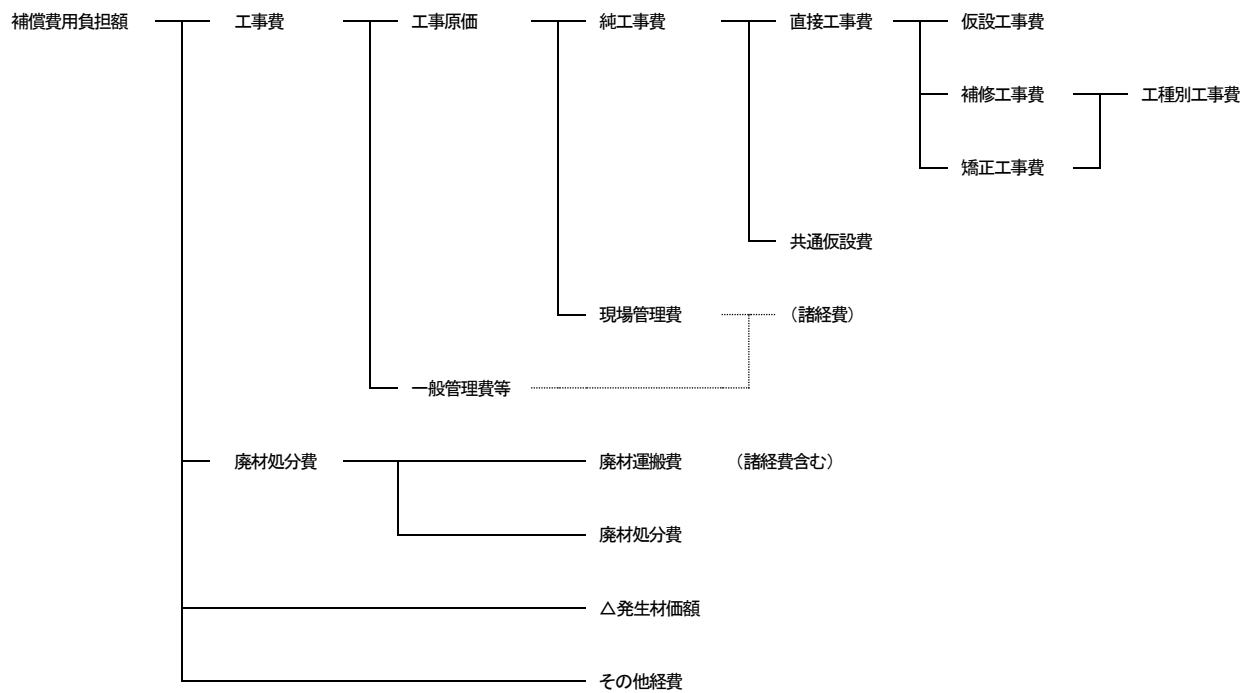 補償費用負担額 工事費 工事原価 純工事費 直接工事費 仮設工事費
補修工事費 工種別工事費
矯正工事費
共通仮設費
現場管理費 （諸経費）
一般管理費等
廃材処分費 廃材運搬費 （諸経費含む）
廃材処分費
△発生材価額
その他経費